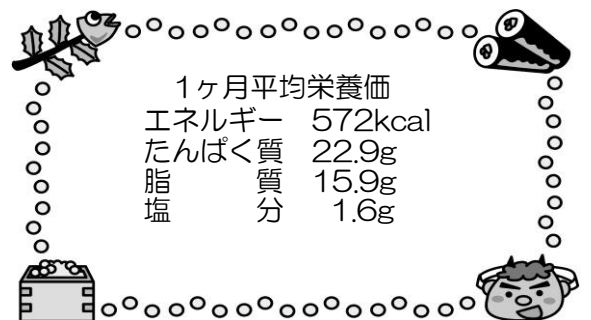 1ヶ月平均栄養価
エネルギー　572kcal
たんぱく質　22.9g
脂　　　質　15.9g
塩　　　分　1.6g